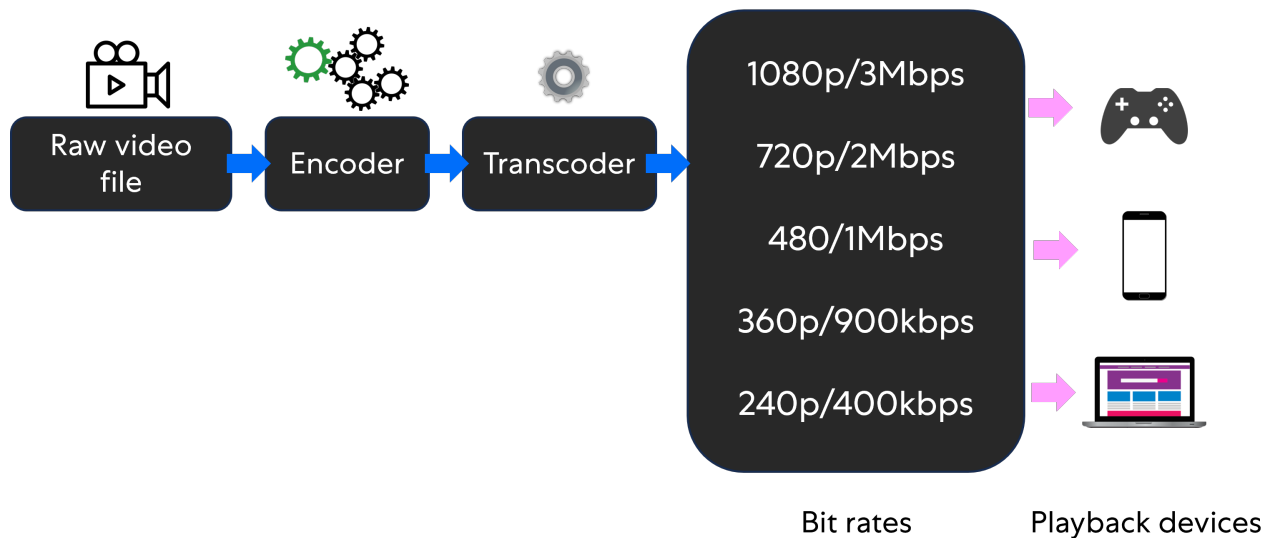 Raw video
file
Encoder
Transcoder
1080p/3Mbps
720p/2Mbps
480/1Mbps
360p/900kbps
240p/400kbps
Bit rates
Playback devices